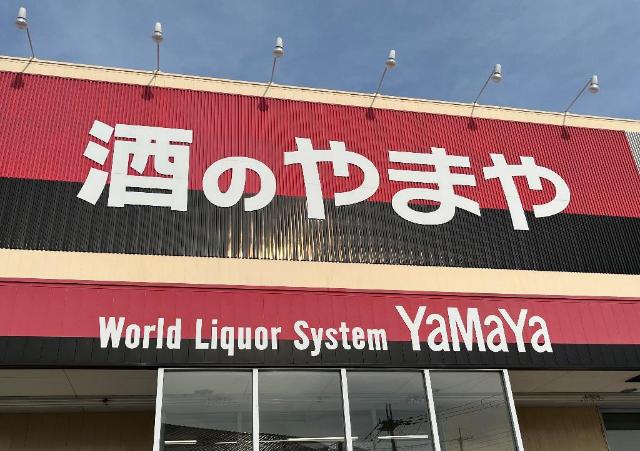 酒のやまや
World Liquor System YaMaYa